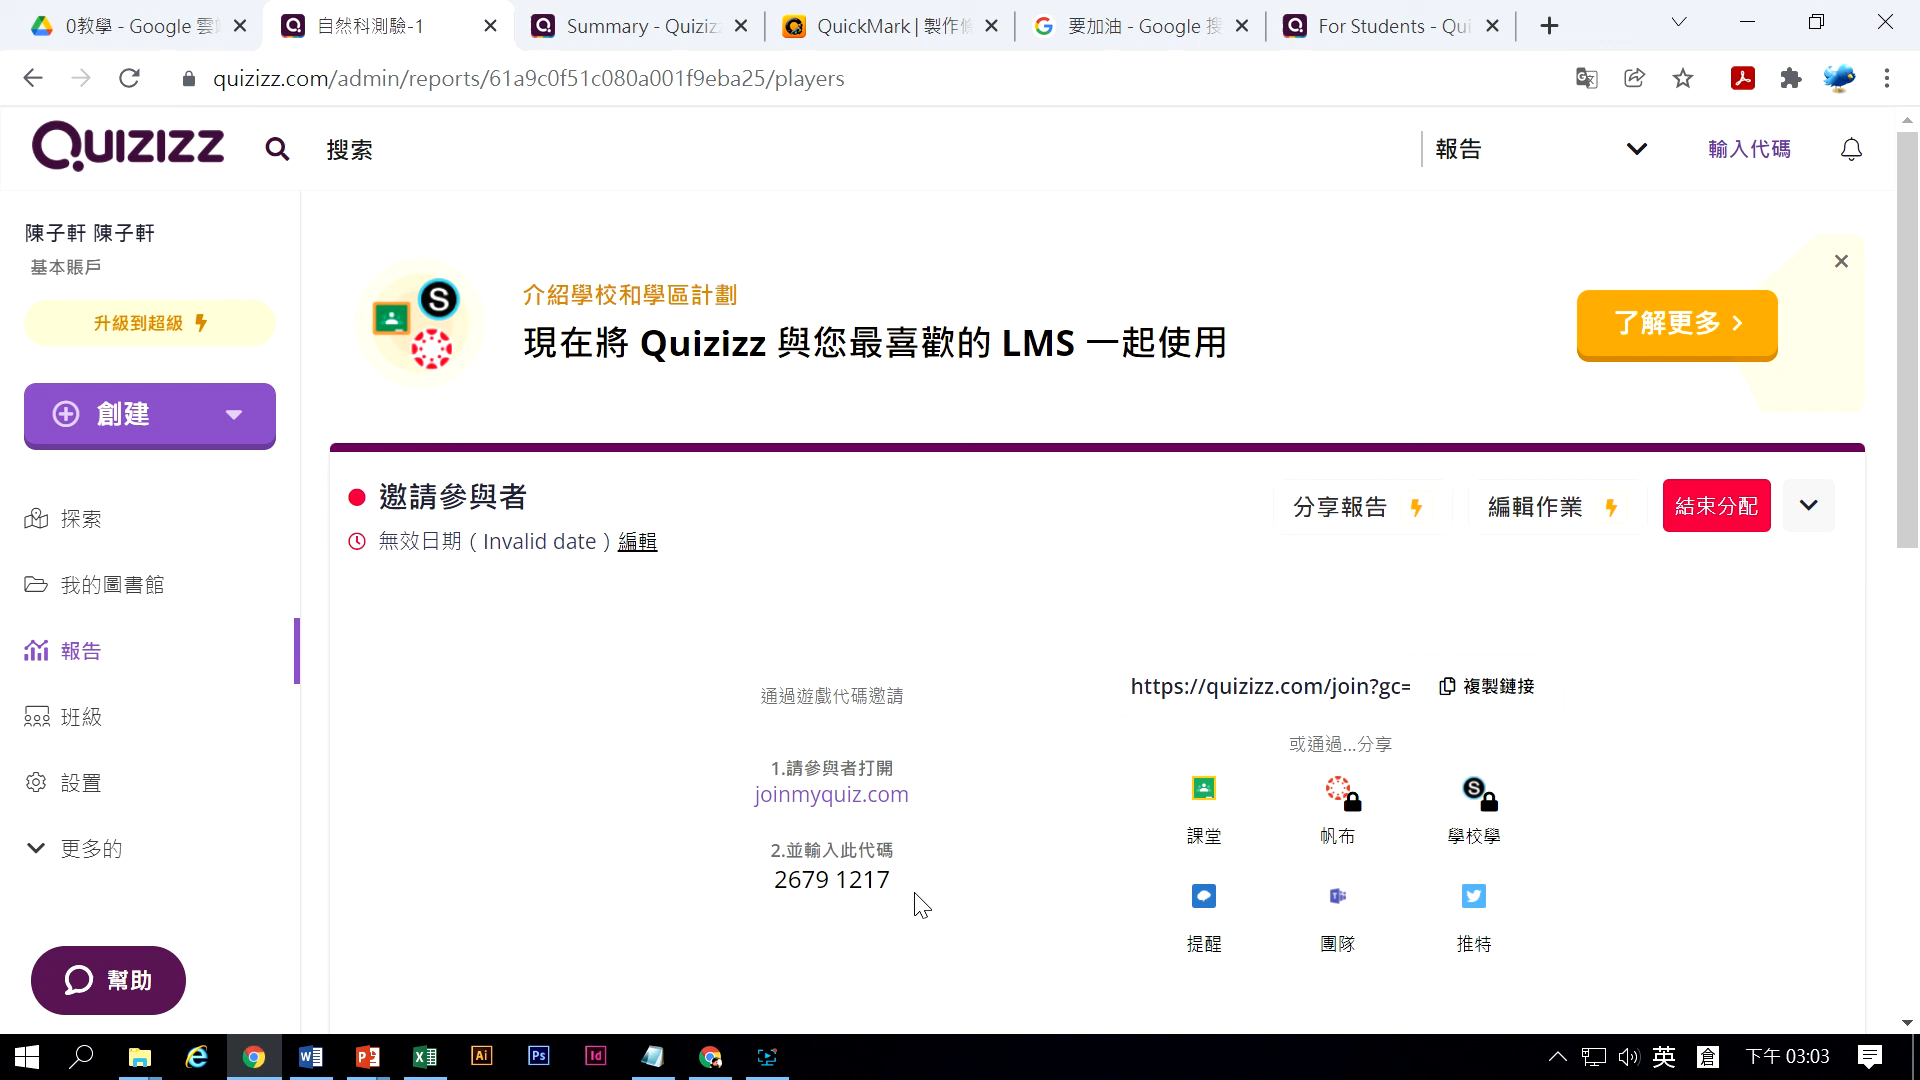 0教學 - Google 雲
自然科測驗-1
Summary - Quiziz
QuickMark | 製作
要加油 - Google 搜
For Students - Qui
quizizz.com/admin/reports/61a9c0f51c080a001f9eba25/players
QUIZIZZ
搜索
報告
輸入代碼
陳子軒 陳子軒
基本賬戶
升級到超級
創建
探索
我的圖書館
報告
班級
設置
更多的
幫助
介紹學校和學區計劃
現在將 Quizizz 與您最喜歡的 LMS 一起使用
了解更多
邀請參與者
無效日期 ( Invalid date ) 編輯
分享報告
編輯作業
結束分配
通過遊戲代碼邀請
1.請參與者打開
joinmyquiz.com
2.並輸入此代碼
2679 1217
https://quizizz.com/join?gc=
複製鏈接
或通過...分享
課堂
帆布
學校學
提醒
團隊
推特
英
倉
下午 03:03